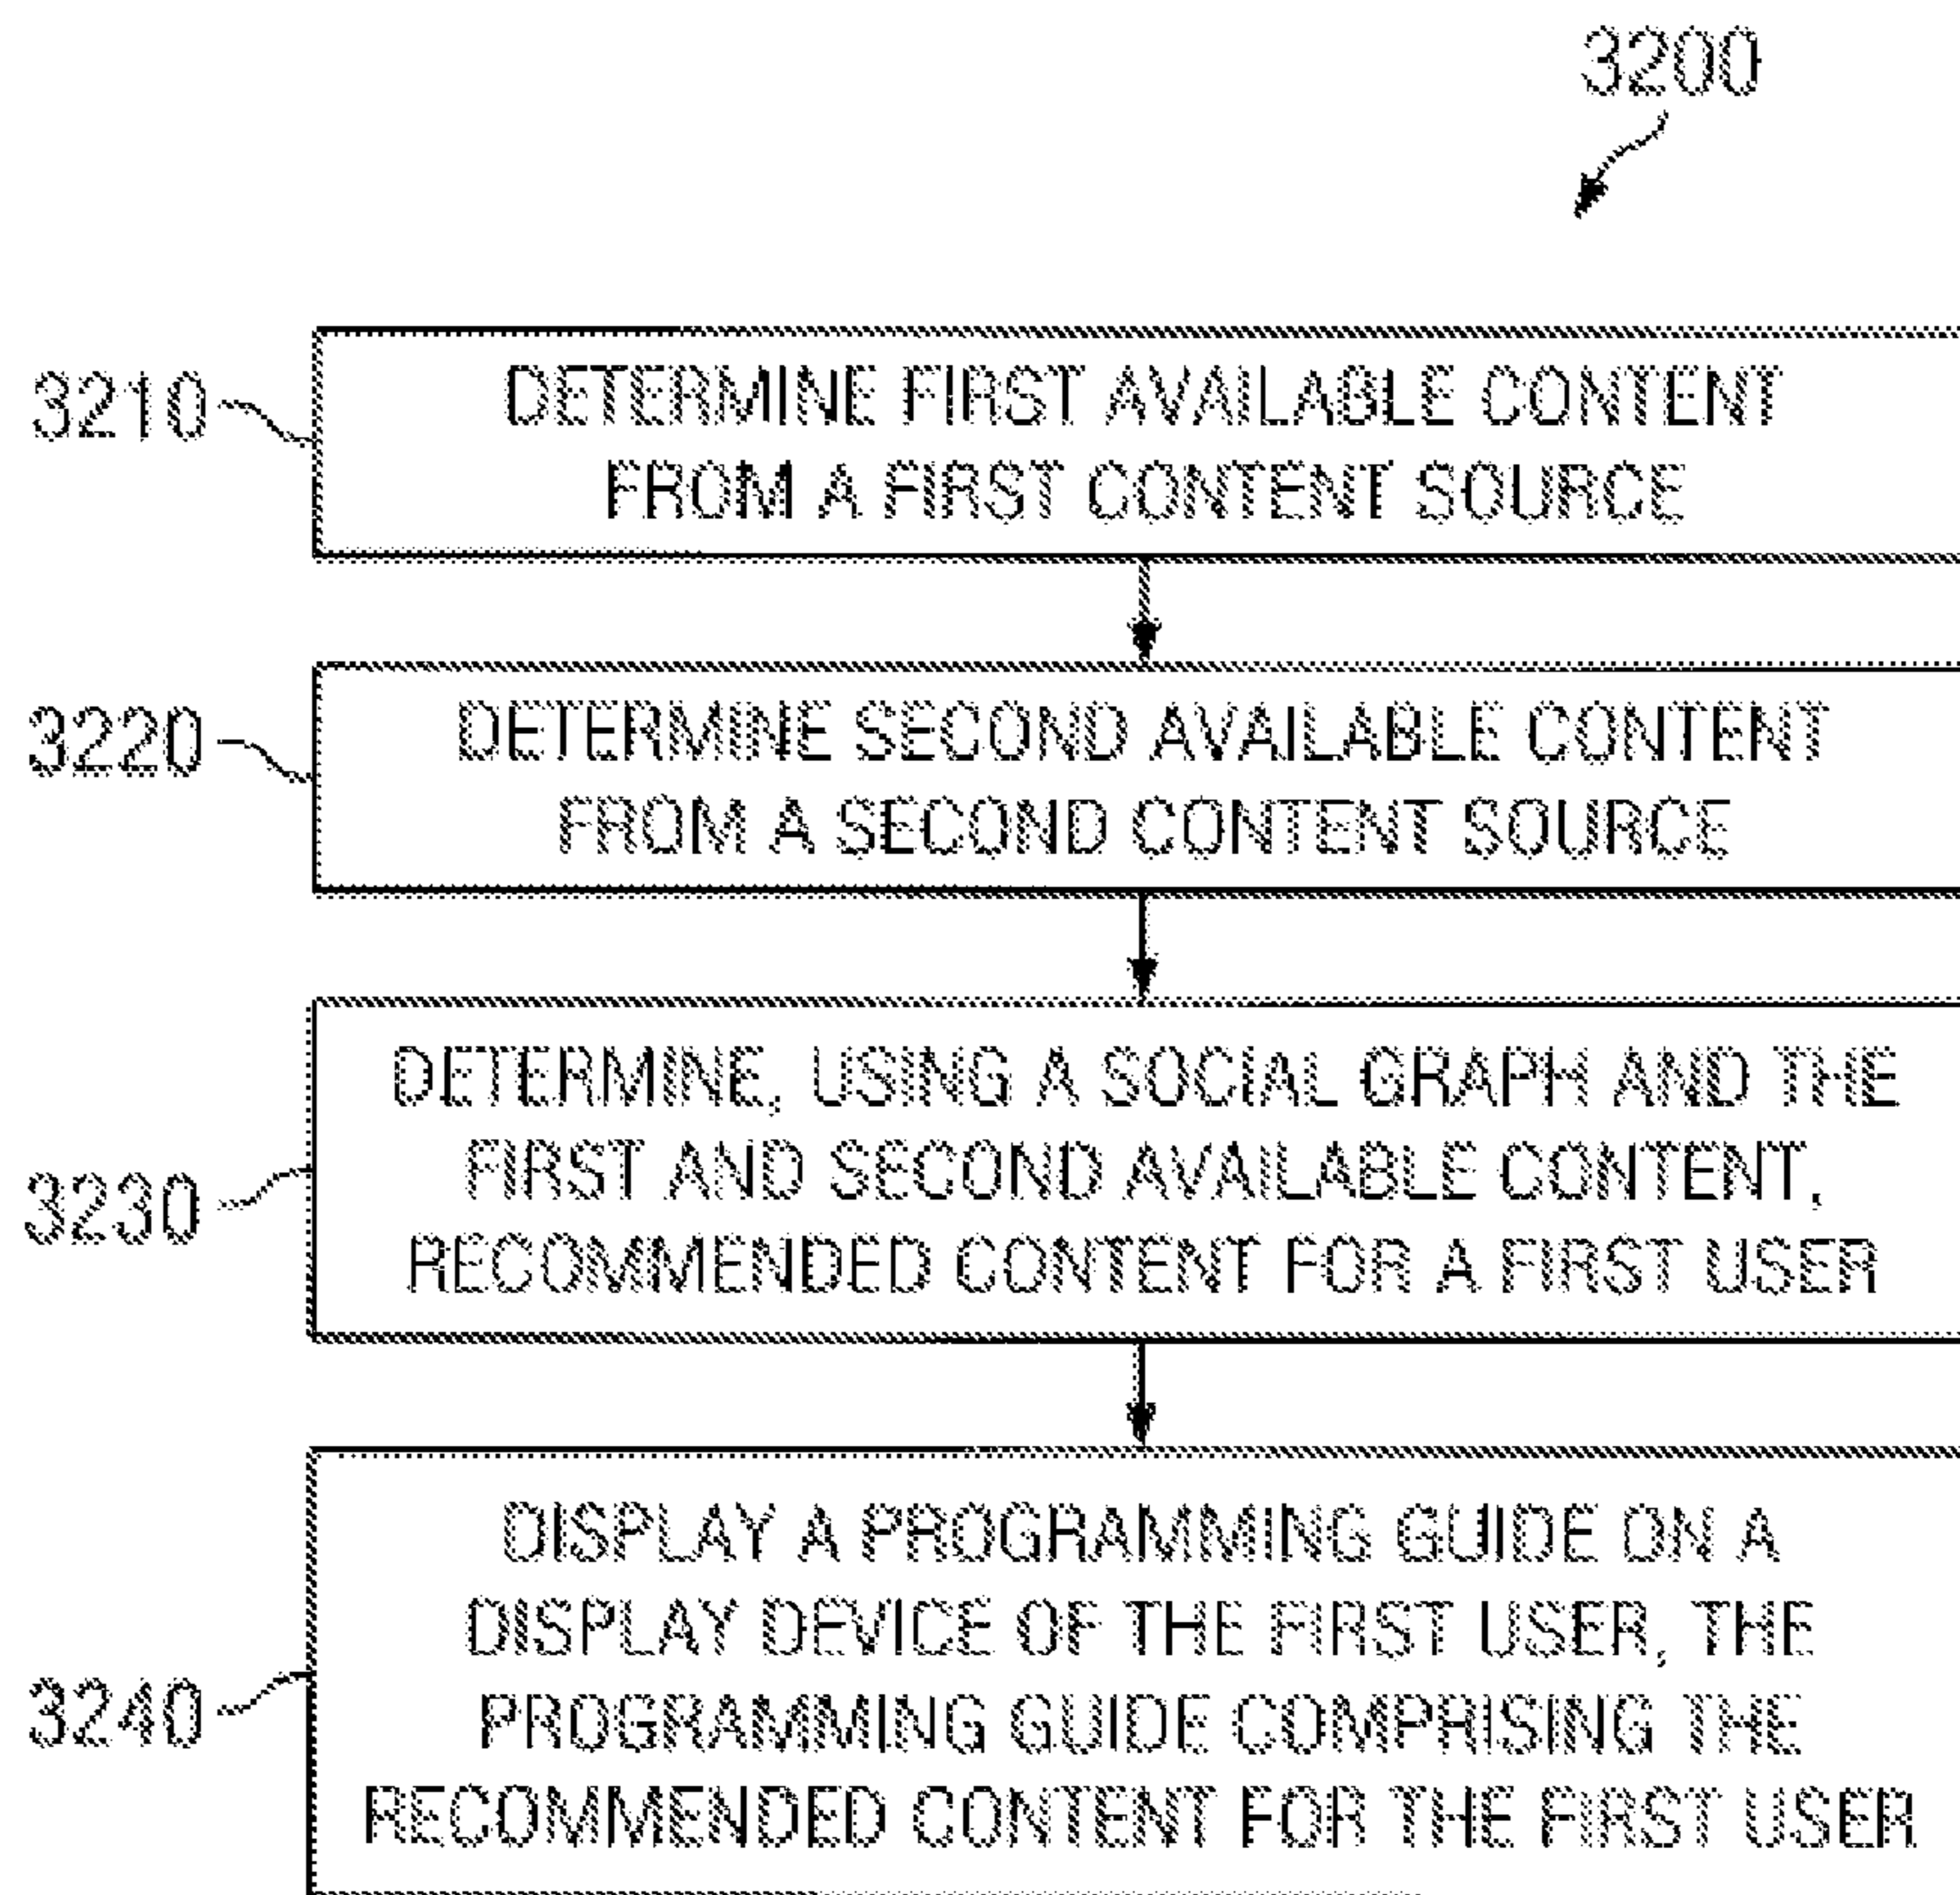 3200
3210
DETERMINE FIRST AVAILABLE CONTENT
FROM A FIRST CONTENT SOURCE
3220
DETERMINE SECOND AVAILABLE CONTENT
FROM A SECOND CONTENT SOURCE
3230
DETERMINE, USING A SOCIAL GRAPH AND THE
FIRST AND SECOND AVAILABLE CONTENT,
RECOMMENDED CONTENT FOR A FIRST USER
3240
DISPLAY A PROGRAMMING GUIDE ON A
DISPLAY DEVICE OF THE FIRST USER, THE
PROGRAMMING GUIDE COMPRISING THE
RECOMMENDED CONTENT FOR THE FIRST USER